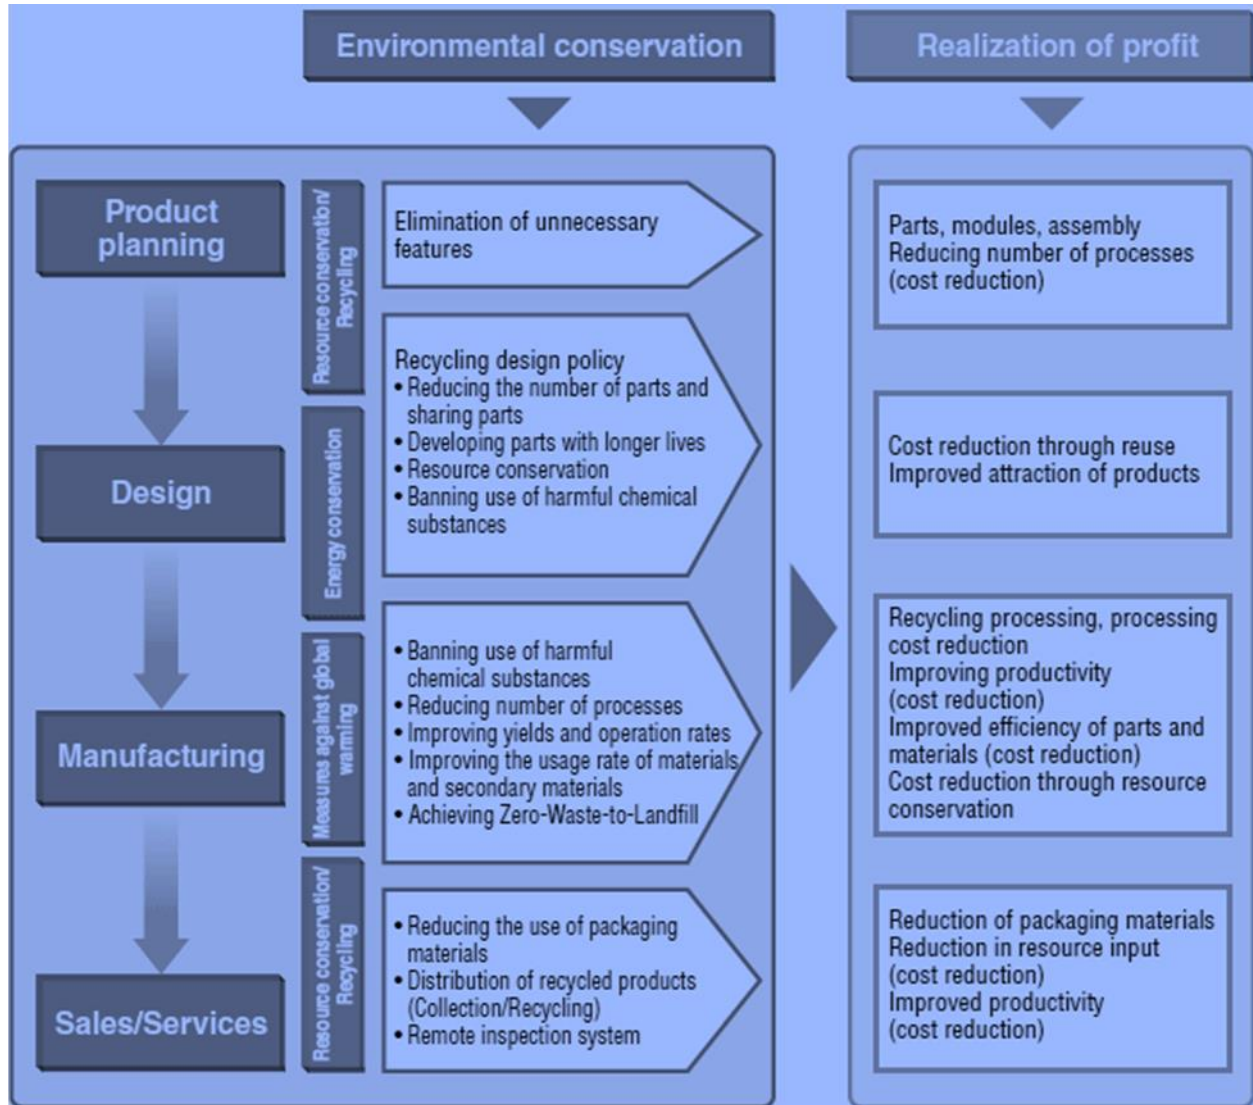 Environmental conservation
Realization of profit
Product
planning
Design
Manufacturing
Sales/Services
Resource conservation/
Recycling
Energy conservation
Measures against global
warming
Resource conservation/
Recycling
Elimination of unnecessary
features
Recycling design policy
• Reducing the number of parts and
sharing parts
• Developing parts with longer lives
• Resource conservation
• Banning use of harmful chemical
substances
• Banning use of harmful
chemical substances
• Reducing number of processes
• Improving yields and operation rates
• Improving the usage rate of materials
and secondary materials
• Achieving Zero-Waste-to-Landfill
• Reducing the use of packaging
materials
• Distribution of recycled products
(Collection/Recycling)
• Remote inspection system
Parts, modules, assembly
Reducing number of processes
(cost reduction)
Cost reduction through reuse
Improved attraction of products
Recycling processing, processing
cost reduction
Improving productivity
(cost reduction)
Improved efficiency of parts and
materials (cost reduction)
Cost reduction through resource
conservation
Reduction of packaging materials
Reduction in resource input
(cost reduction)
Improved productivity
(cost reduction)